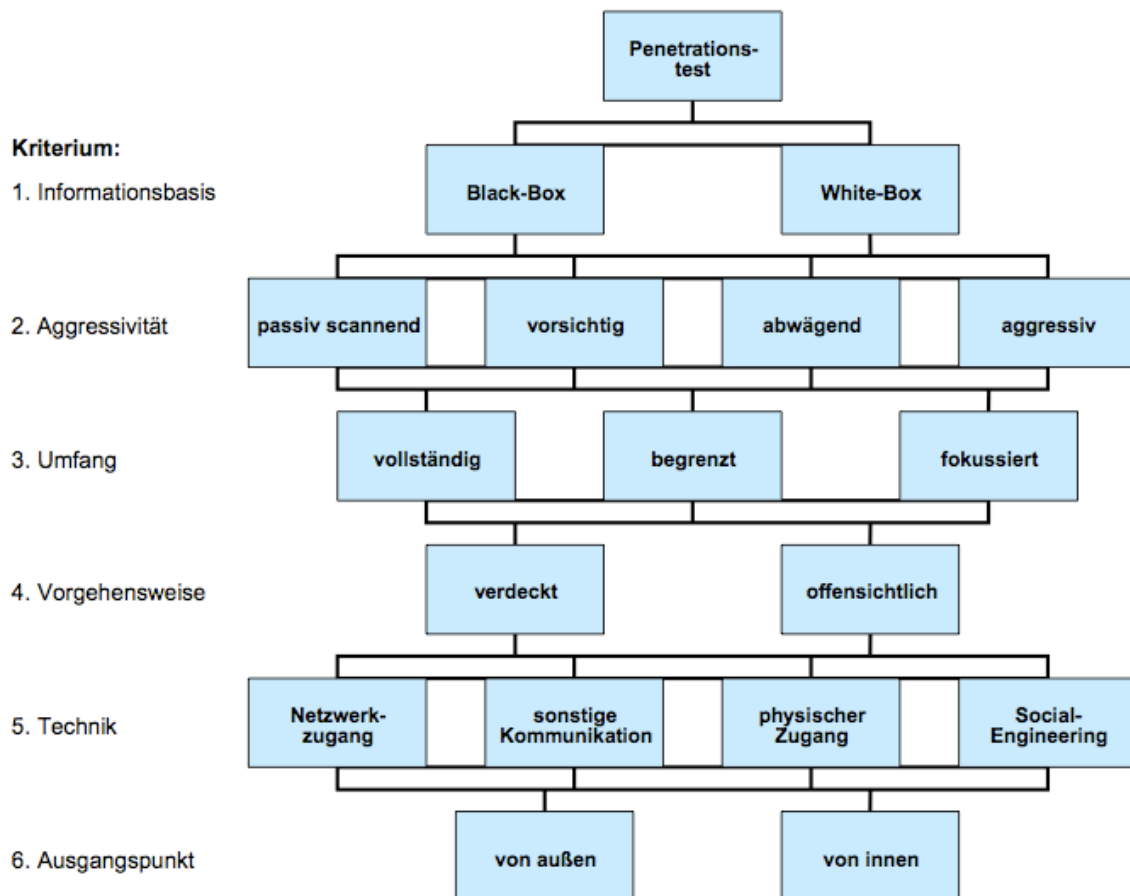 Penetrations-
test
Kriterium:
1. Informationsbasis
Black-Box
White-Box
2. Aggressivität
passiv scannend
vorsichtig
abwägend
aggressiv
3. Umfang
vollständig
begrenzt
fokussiert
4. Vorgehensweise
verdeckt
offensichtlich
5. Technik
Netzwerk-
zugang
sonstige
Kommunikation
physischer
Zugang
Social-
Engineering
6. Ausgangspunkt
von außen
von innen